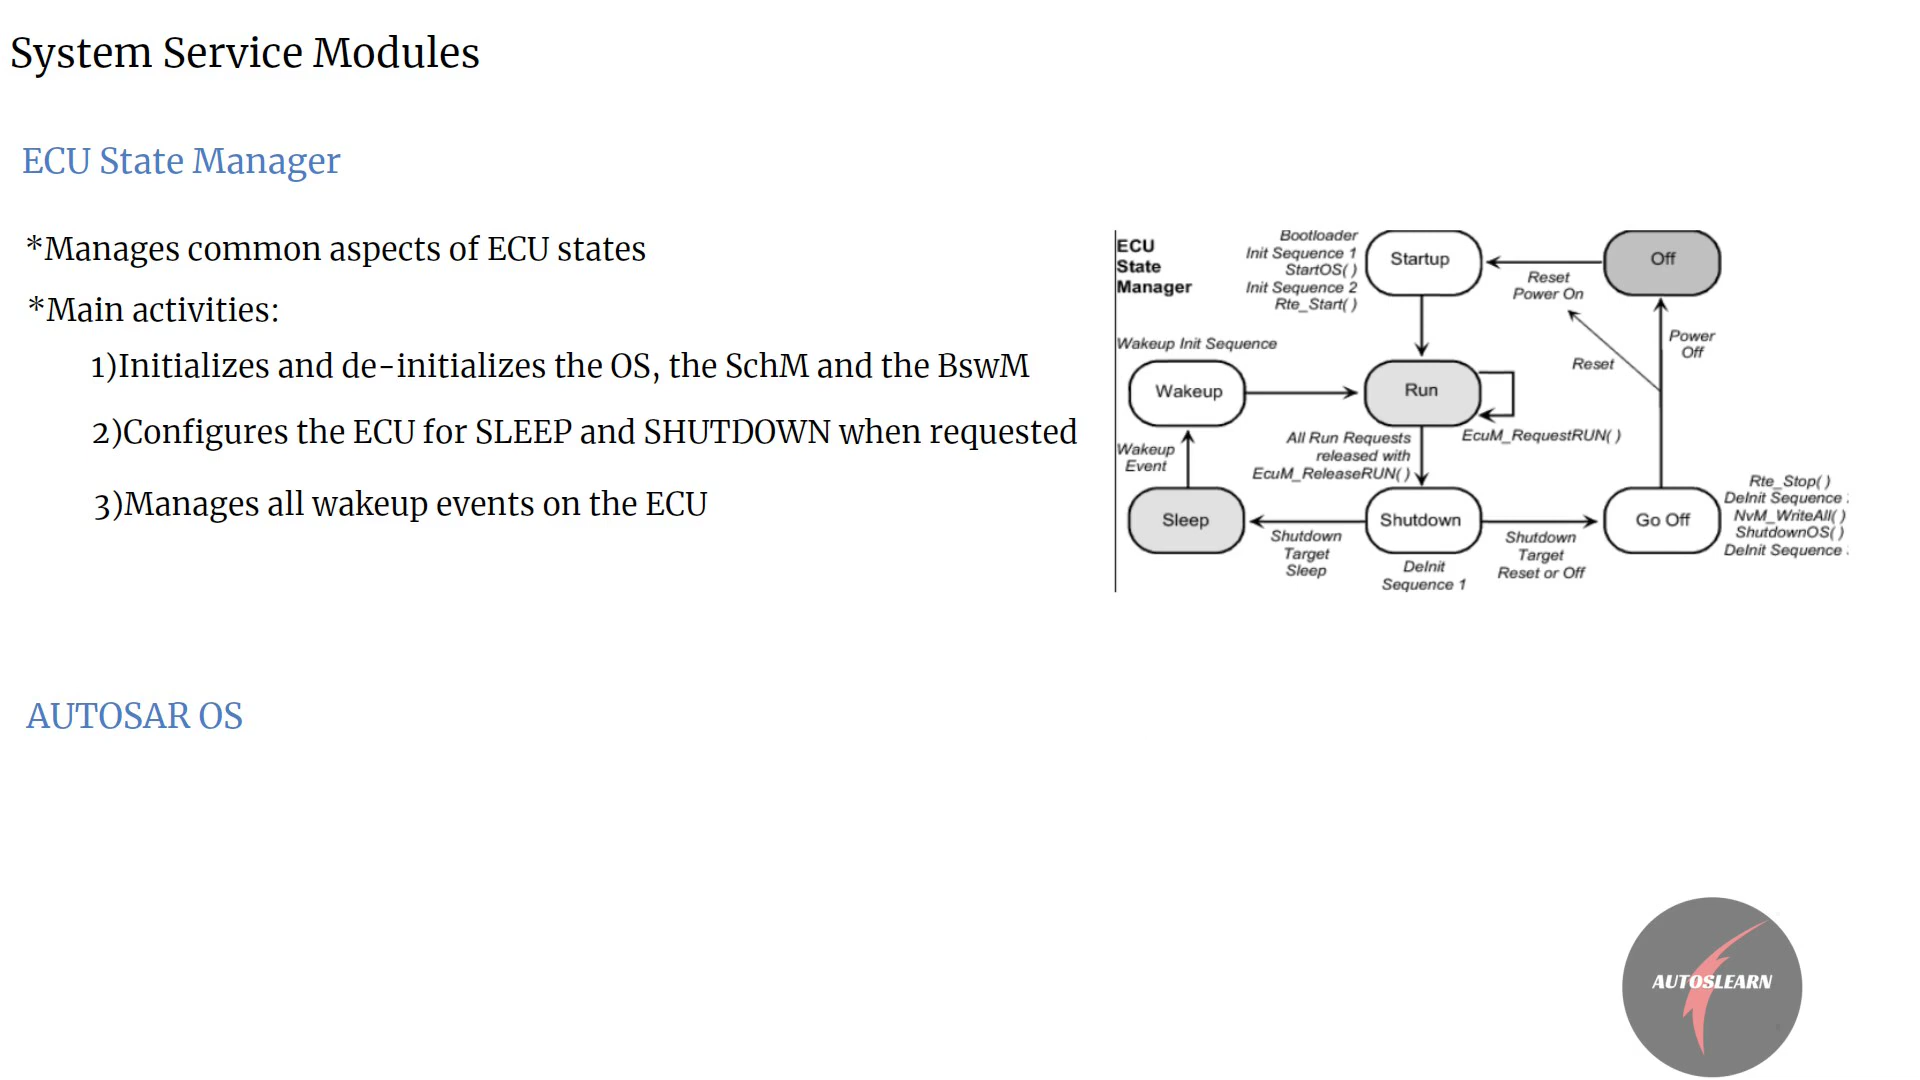 System Service Modules
ECU State Manager
*Manages common aspects of ECU states
*Main activities:
1)Initializes and de-initializes the OS, the SchM and the BswM
2)Configures the ECU for SLEEP and SHUTDOWN when requested
3)Manages all wakeup events on the ECU
ECU
State
Manager
Bootloader
Init Sequence 1
StartOS( )
Init Sequence 2
Rte_Start( )
Startup
Reset
Power On
Off
Wakeup Init Sequence
Wakeup
Run
EcuM_RequestRUN( )
Reset
Power
Off
Wakeup
Event
All Run Requests
released with
EcuM_ReleaseRUN( )
Sleep
Shutdown
Target
Sleep
Shutdown
DeInit
Sequence 1
Shutdown
Target
Reset or Off
Go Off
Rte_Stop( )
DeInit Sequence
NvM_WriteAll( )
ShutdownOS( )
DeInit Sequence
AUTOSAR OS
AUTOSLEARN